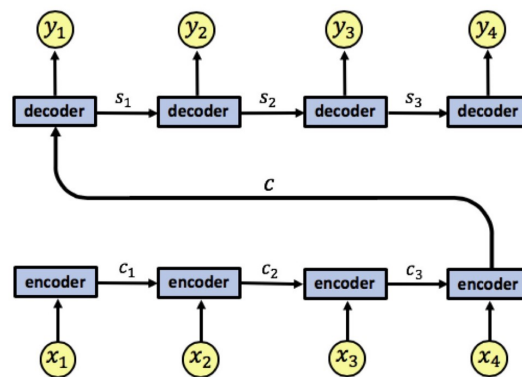 y₁ y₂ y₃ y₄
s₁ s₂ s₃
decoder decoder decoder decoder
c
c₁ c₂ c₃
encoder encoder encoder encoder
x₁ x₂ x₃ x₄